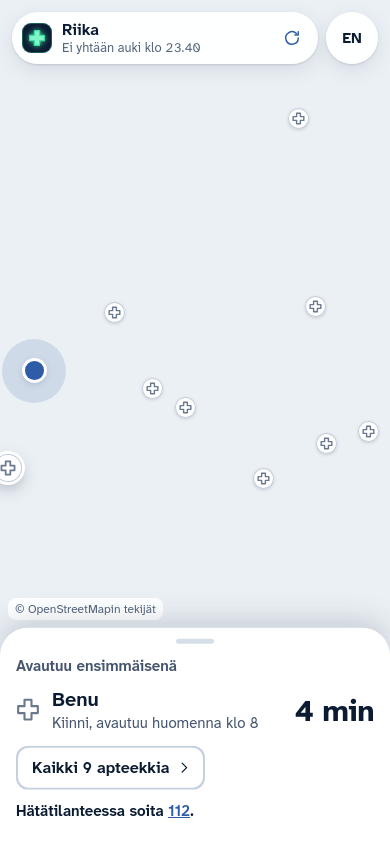 Riika
Ei yhtään auki klo 23.40
EN
© OpenStreetMapin tekijät
Avautuu ensimmäisenä
Benu
Kiinni, avautuu huomenna klo 8
4 min
Kaikki 9 apteekkia
Hätätilanteessa soita 112.